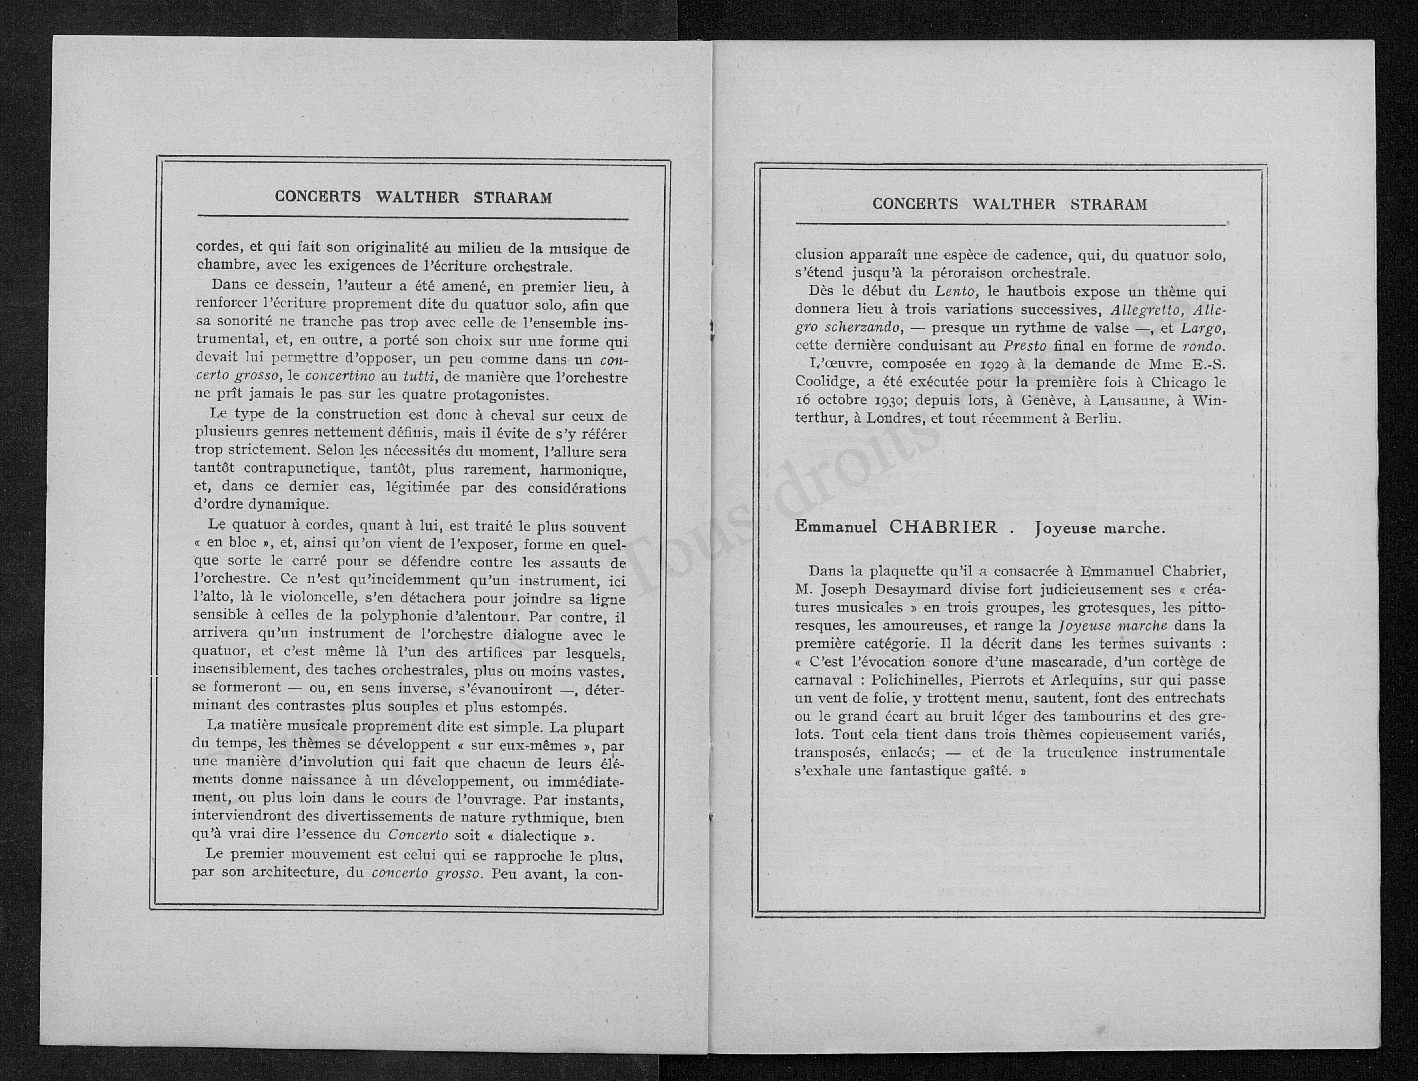 CONCERTS WALTHER STRARAM
cordes, et qui fait son originalité au milieu de la musique de
chambre, avec les exigences de l'écriture orchestrale.
Dans ce dessein, l'auteur a été amené, en premier lieu, à
renforcer l'écriture proprement dite du quatuor solo, afin que
sa sonorité ne tranche pas trop avec celle de l'ensemble ins-
trumental, et, en outre, a porté son choix sur une forme qui
devait lui permettre d'opposer, un peu comme dans un con-
certo grosso, le concertino au tutti, de manière que l'orchestre
ne prît jamais le pas sur les quatre protagonistes.
Le type de la construction est donc à cheval sur ceux de
plusieurs genres nettement définis, mais il évite de s'y référer
trop strictement. Selon les nécessités du moment, l'allure sera
tantôt contrapunctique, tantôt, plus rarement, harmonique,
et, dans ce dernier cas, légitimée par des considérations
d'ordre dynamique.
Le quatuor à cordes, quant à lui, est traité le plus souvent
« en bloc », et, ainsi qu'on vient de l'exposer, forme en quel-
que sorte le carré pour se défendre contre les assauts de
l'orchestre. Ce n'est qu'incidemment qu'un instrument, ici
l'alto, là le violoncelle, s'en détachera pour joindre sa ligne
sensible à celles de la polyphonie d'alentour. Par contre, il
arrivera qu'un instrument de l'orchestre dialogue avec le
quatuor, et c'est même là l'un des artifices par lesquels,
insensiblement, des taches orchestrales, plus ou moins vastes,
se formeront — ou, en sens inverse, s'évanouiront —, déter-
minant des contrastes plus souples et plus estompés.
La matière musicale proprement dite est simple. La plupart
du temps, les thèmes se développent « sur eux-mêmes », par
une manière d'involution qui fait que chacun de leurs élé-
ments donne naissance à un développement, ou immédiate-
ment, ou plus loin dans le cours de l'ouvrage. Par instants,
interviendront des divertissements de nature rythmique, bien
qu'à vrai dire l'essence du Concerto soit « dialectique ».
Le premier mouvement est celui qui se rapproche le plus,
par son architecture, du concerto grosso. Peu avant, la con-
CONCERTS WALTHER STRARAM
clusion apparaît une espèce de cadence, qui, du quatuor solo,
s'étend jusqu'à la péroraison orchestrale.
Dès le début du Lento, le hautbois expose un thème qui
donnera lieu à trois variations successives, Allegretto, Alle-
gro scherzando, — presque un rythme de valse —, et Largo,
cette dernière conduisant au Presto final en forme de rondo.
L'œuvre, composée en 1929 à la demande de Mme E.-S.
Coolidge, a été exécutée pour la première fois à Chicago le
16 octobre 1930; depuis lors, à Genève, à Lausanne, à Win-
terthur, à Londres, et tout récemment à Berlin.
Emmanuel CHABRIER . Joyeuse marche.
Dans la plaquette qu'il a consacrée à Emmanuel Chabrier,
M. Joseph Desaymard divise fort judicieusement ses « créa-
tures musicales » en trois groupes, les grotesques, les pitto-
resques, les amoureuses, et range la Joyeuse marche dans la
première catégorie. Il la décrit dans les termes suivants :
« C'est l'évocation sonore d'une mascarade, d'un cortège de
carnaval : Polichinelles, Pierrots et Arlequins, sur qui passe
un vent de folie, y trottent menu, sautent, font des entrechats
ou le grand écart au bruit léger des tambourins et des gre-
lots. Tout cela tient dans trois thèmes copieusement variés,
transposés, enlacés; — et de la truculence instrumentale
s'exhale une fantastique gaîté. »